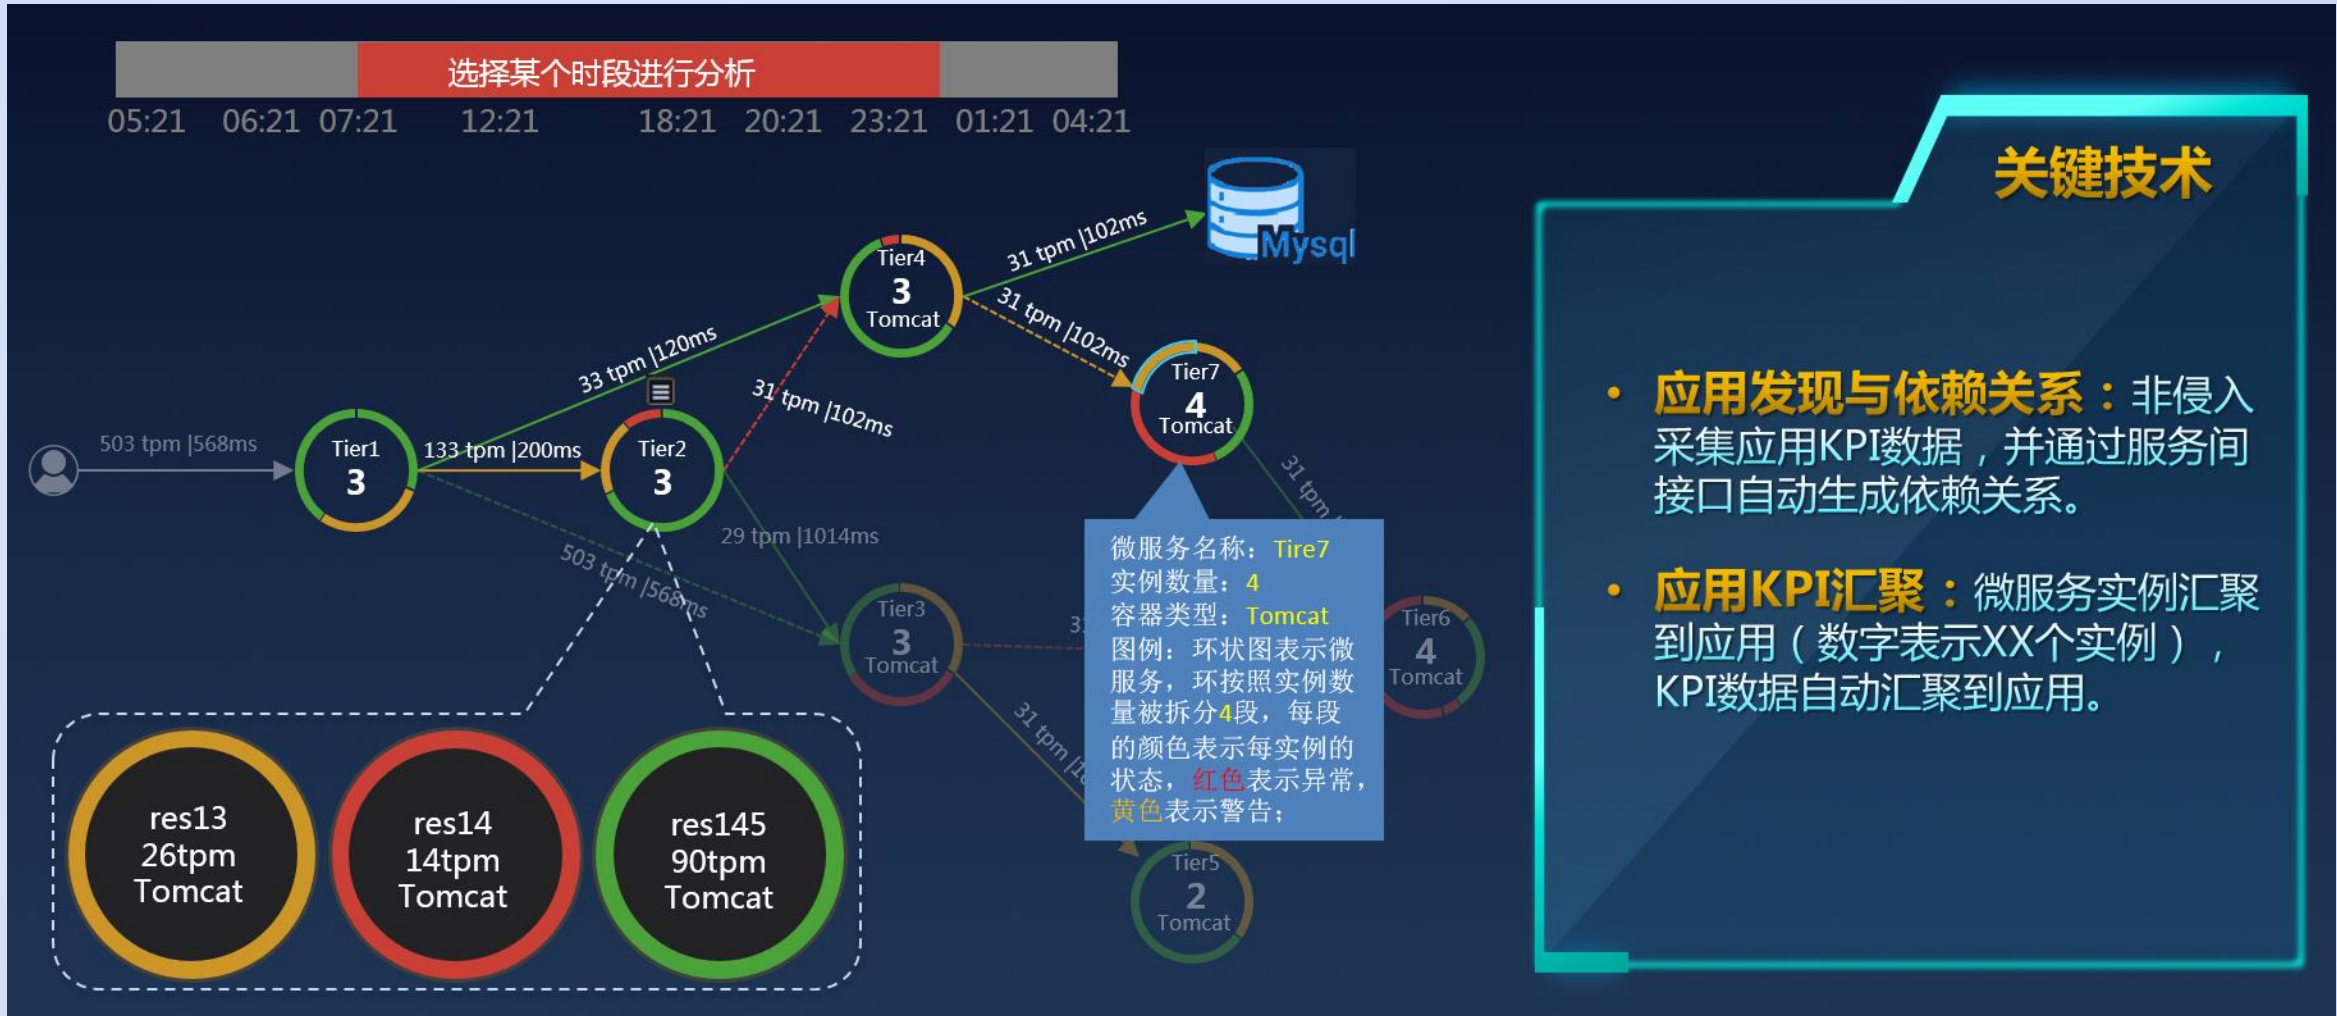 选择某个时段进行分析
05:21 06:21 07:21 12:21 18:21 20:21 23:21 01:21 04:21
关键技术
Mysql
31 tpm |102ms
Tier4
3
Tomcat
31 tpm |102ms
33 tpm |120ms
31 tpm |102ms
Tier7
4
Tomcat
503 tpm |568ms
Tier1
3
133 tpm |200ms
Tier2
3
31 tpm
29 tpm |1014ms
503 tpm |568ms
Tier3
3
Tomcat
Tier6
4
Tomcat
31 tpm
微服务名称：Tire7
实例数量：4
容器类型：Tomcat
图例：环状图表示微
服务，环按照实例数
量被拆分4段，每段
的颜色表示每实例的
状态，红色表示异常，
黄色表示警告；
Tier5
2
Tomcat
res13
26tpm
Tomcat
res14
14tpm
Tomcat
res145
90tpm
Tomcat
• 应用发现与依赖关系：非侵入
采集应用KPI数据，并通过服务间
接口自动生成依赖关系。
• 应用KPI汇聚：微服务实例汇聚
到应用（数字表示XX个实例），
KPI数据自动汇聚到应用。